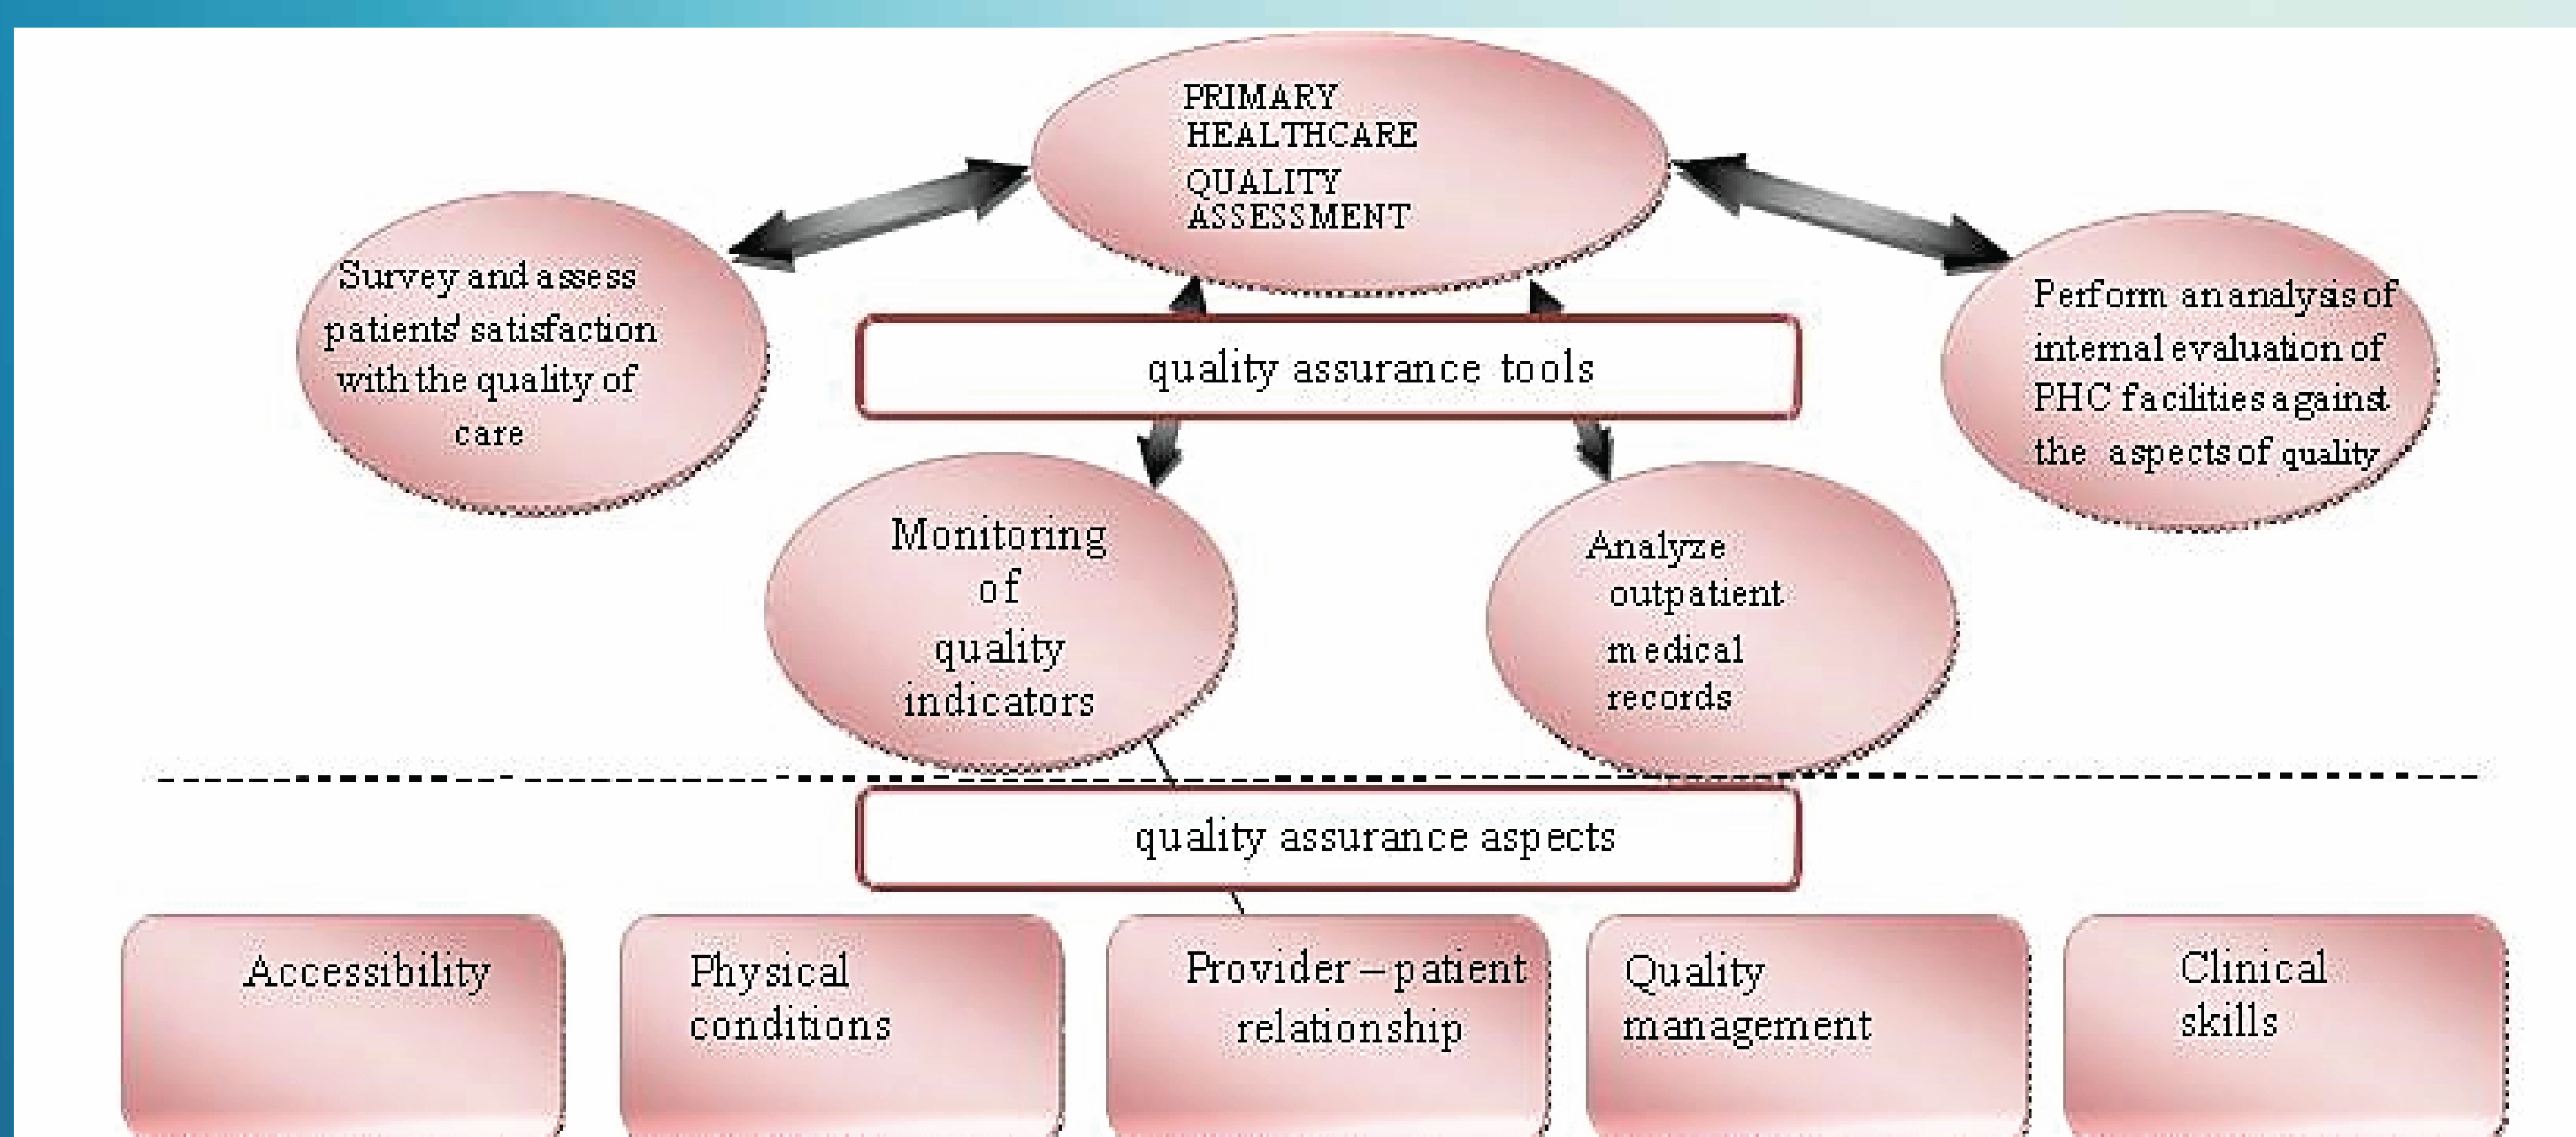 PRIMARY
HEALTHCARE
QUALITY
ASSESSMENT
Survey and assess
patients' satisfaction
with the quality of
care
quality assurance tools
Perform an analysis of
internal evaluation of
PHC facilities against
the aspects of quality
Monitoring
of
quality
indicators
Analyze
outpatient
medical
records
quality assurance aspects
Accessibility
Physical
conditions
Provider – patient
relationship
Quality
management
Clinical
skills